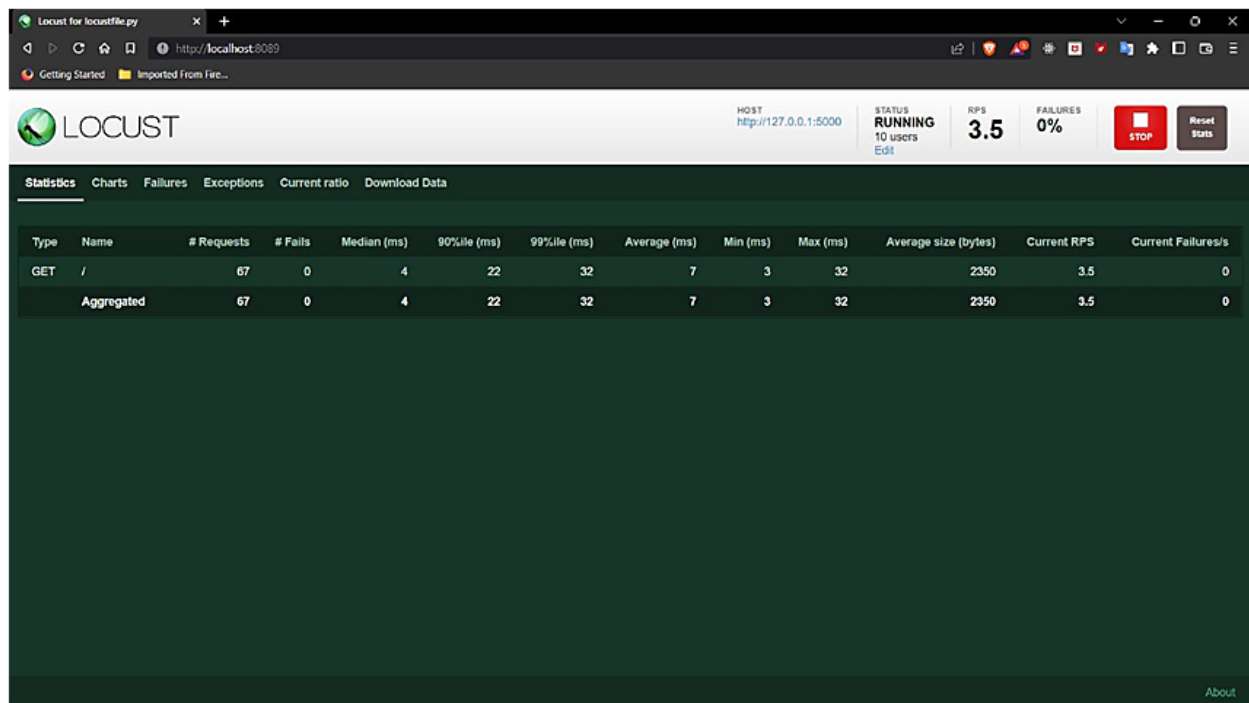 Locust for locustfile.py
http://localhost:8089
Getting Started Imported From Fire...
LOCUST
HOST
http://127.0.0.1:5000
STATUS
RUNNING
10 users
Edit
RPS
3.5
FAILURES
0%
STOP
Reset
Stats
Statistics Charts Failures Exceptions Current ratio Download Data
Type Name # Requests # Fails Median (ms) 90%ile (ms) 99%ile (ms) Average (ms) Min (ms) Max (ms) Average size (bytes) Current RPS Current Failures/s
GET / 67 0 4 22 32 7 3 32 2350 3.5 0
Aggregated 67 0 4 22 32 7 3 32 2350 3.5 0
About